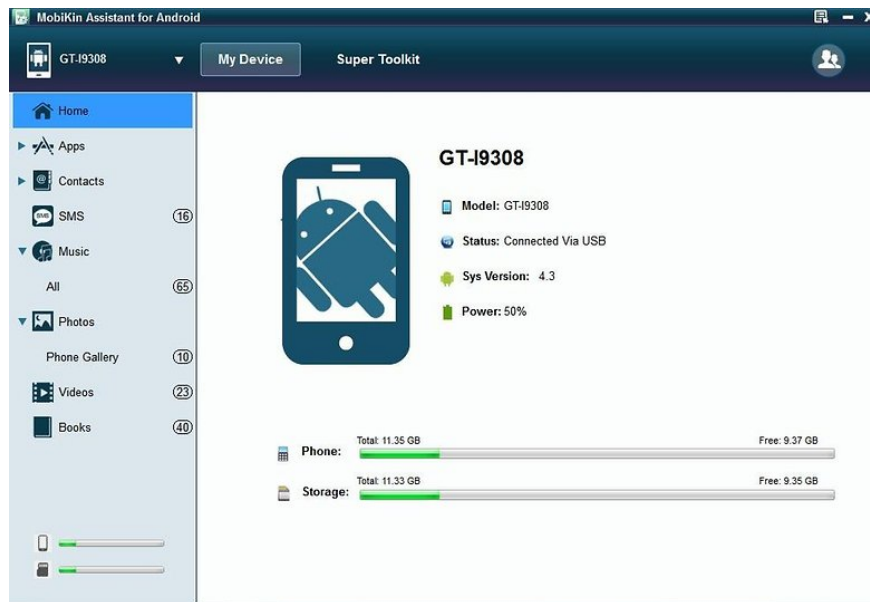 MobiKin Assistant for Android
GT-I9308
My Device
Super Toolkit
Home
Apps
Contacts
SMS
SMS (16)
Music
All (65)
Photos
Phone Gallery (10)
Videos (23)
Books (40)
GT-I9308
Model: GT-I9308
Status: Connected Via USB
Sys Version: 4.3
Power: 50%
Phone:
Total: 11.35 GB
Free: 9.37 GB
Storage:
Total: 11.33 GB
Free: 9.35 GB